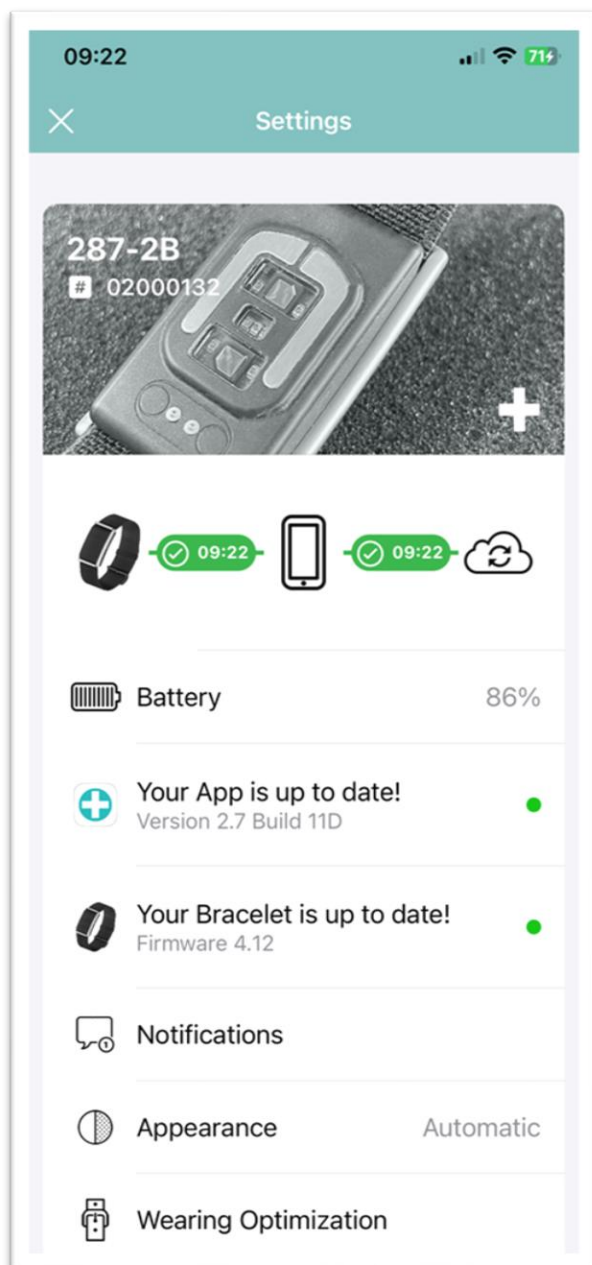 09:22
71
Settings
287-2B
# 02000132
09:22 09:22
Battery 86%
Your App is up to date!
Version 2.7 Build 11D
Your Bracelet is up to date!
Firmware 4.12
1
Notifications
Appearance Automatic
Wearing Optimization